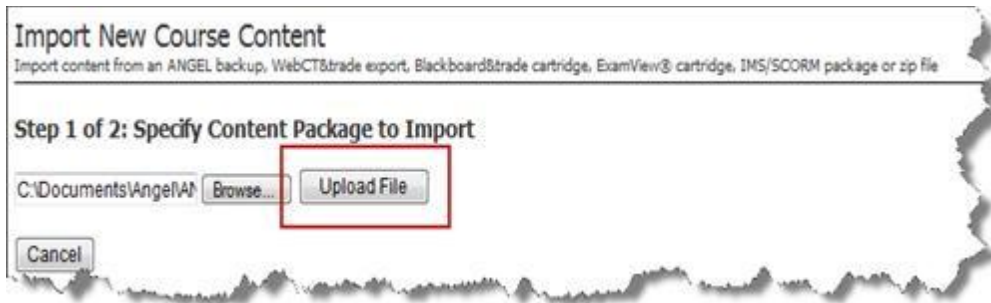 Import New Course Content
Import content from an ANGEL backup, WebCT&trade export, Blackboard&trade cartridge, ExamView® cartridge, IMS/SCORM package or zip file
Step 1 of 2: Specify Content Package to Import
C:\Documents\Angel\AN Browse... Upload File
Cancel